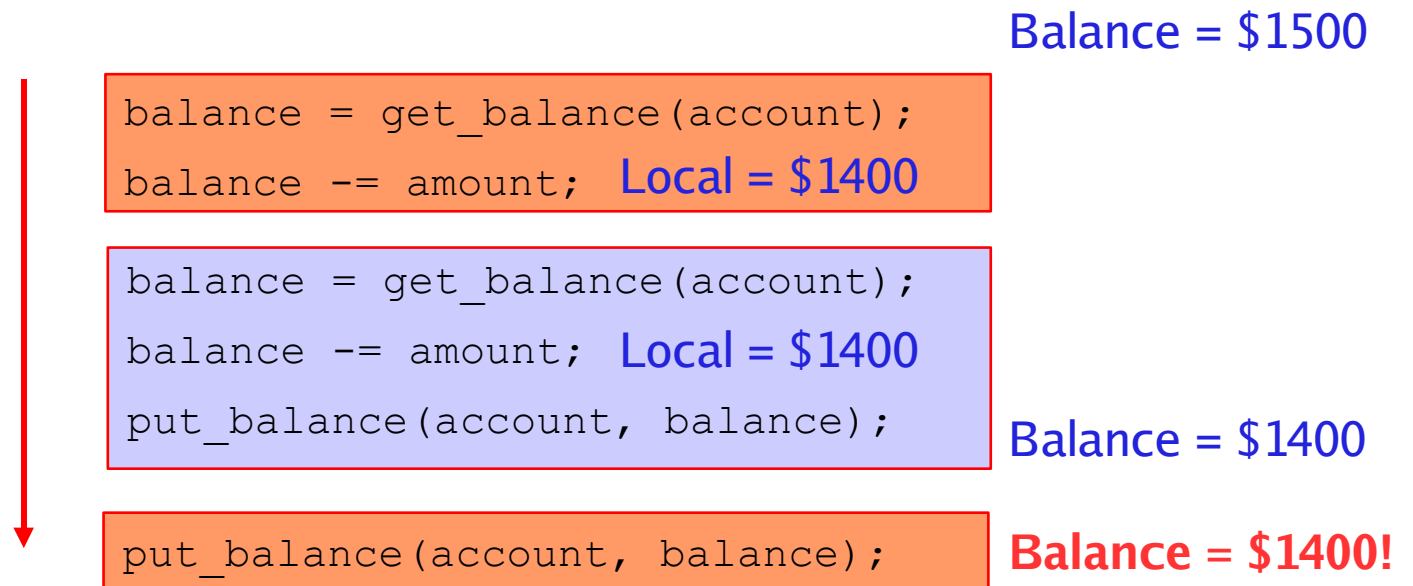 Balance = $1500
balance = get_balance(account);
balance -= amount; Local = $1400
balance = get_balance(account);
balance -= amount; Local = $1400
put_balance(account, balance);
Balance = $1400
put_balance(account, balance);
Balance = $1400!